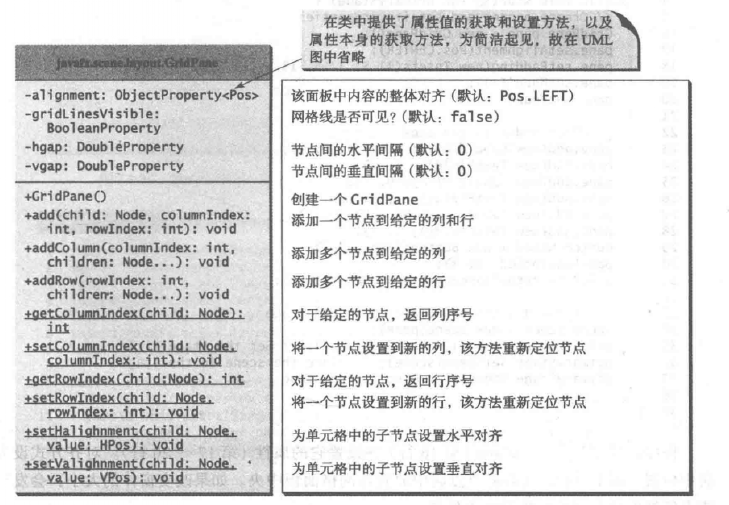 在类中提供了属性值的获取和设置方法，以及
属性本身的获取方法，为简洁起见，故在 UML
图中省略
javafx.scene.layout.GridPane
-alignment: ObjectProperty<Pos>
该面板中内容的整体对齐 (默认: Pos.LEFT)
-gridLinesVisible:
BooleanProperty
网格线是否可见? (默认: false)
-hgap: DoubleProperty
节点间的水平间隔 (默认: 0)
-vgap: DoubleProperty
节点间的垂直间隔 (默认: 0)
+GridPane()
创建一个 GridPane
+add(child: Node, columnIndex:
int, rowIndex: int): void
添加一个节点到给定的列和行
+addColumn(columnIndex: int,
children: Node...): void
添加多个节点到给定的列
+addRow(rowIndex: int,
children: Node...): void
添加多个节点到给定的行
+getColumnIndex(child: Node):
int
对于给定的节点，返回列序号
+setColumnIndex(child: Node,
columnIndex: int): void
将一个节点设置到新的列，该方法重新定位节点
+getRowIndex(child:Node): int
对于给定的节点，返回行序号
+setRowIndex(child: Node,
rowIndex: int): void
将一个节点设置到新的行，该方法重新定位节点
+setHalighnment(child: Node,
value: HPos): void
为单元格中的子节点设置水平对齐
+setValighnment(child: Node,
value: VPos): void
为单元格中的子节点设置垂直对齐